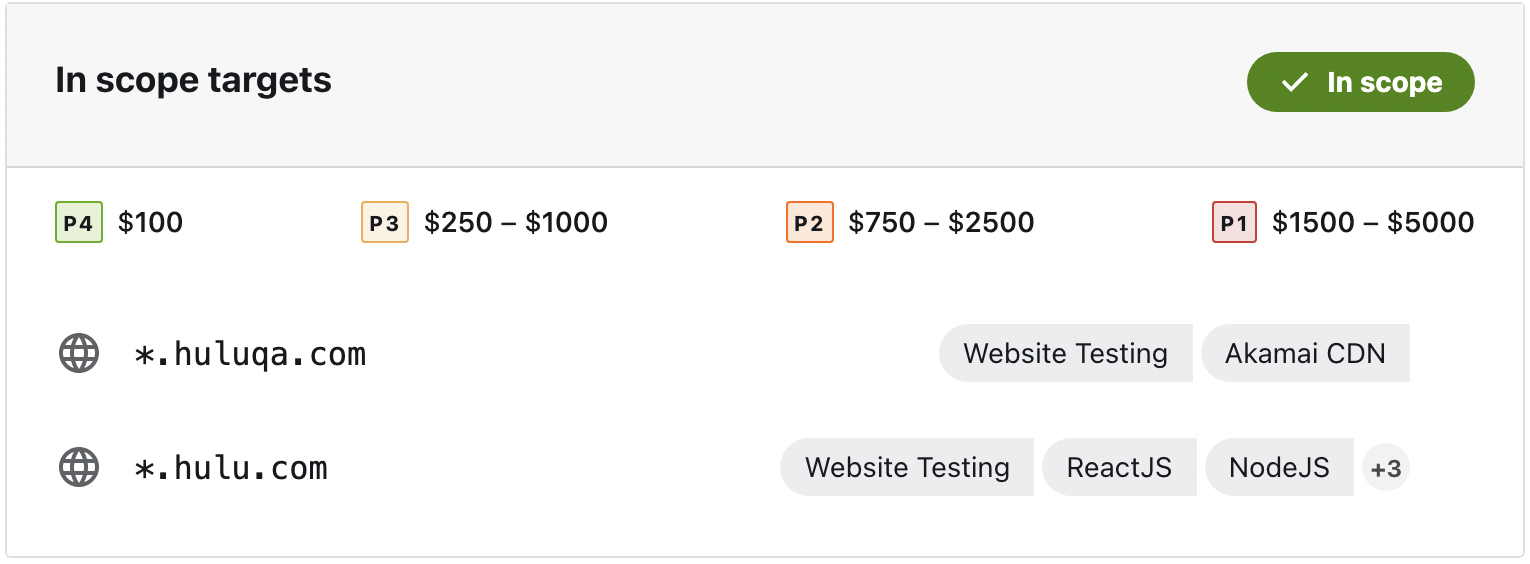 In scope targets In scope
P4 $100 P3 $250 – $1000 P2 $750 – $2500 P1 $1500 – $5000
*.huluqa.com Website Testing Akamai CDN
*.hulu.com Website Testing ReactJS NodeJS +3